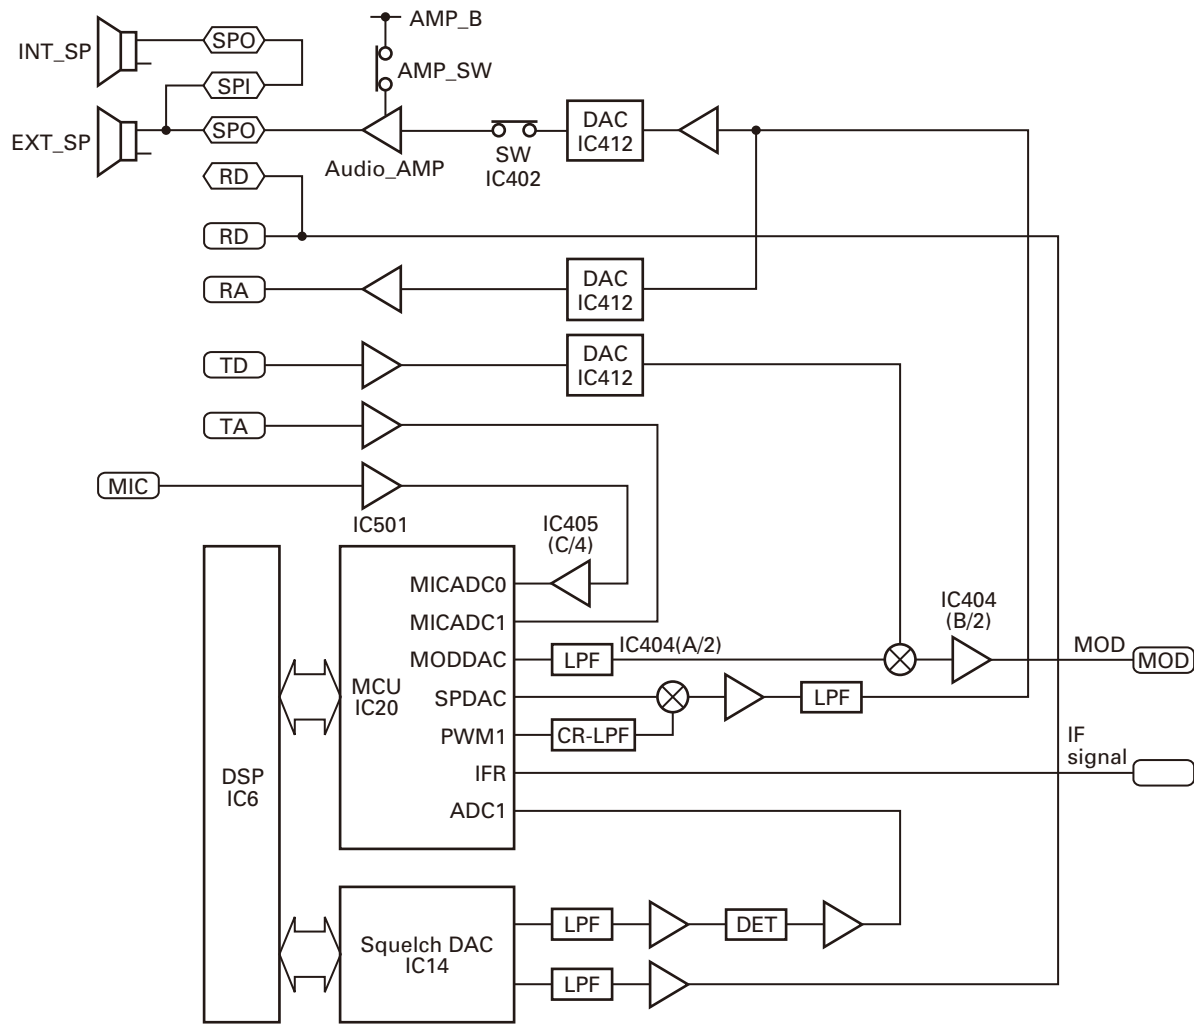 AMP_B
INT_SP
SPO
AMP_SW
SPI
EXT_SP
SPO
DAC
IC412
SW
IC402
Audio_AMP
RD
RD
RA
DAC
IC412
TD
DAC
IC412
TA
MIC
IC501
IC405
(C/4)
MICADC0
MICADC1
MODDAC
SPDAC
PWM1
IFR
ADC1
MCU
IC20
LPF
IC404(A/2)
IC404
(B/2)
MOD
MOD
LPF
CR-LPF
IF
signal
DSP
IC6
Squelch DAC
IC14
LPF
DET
LPF